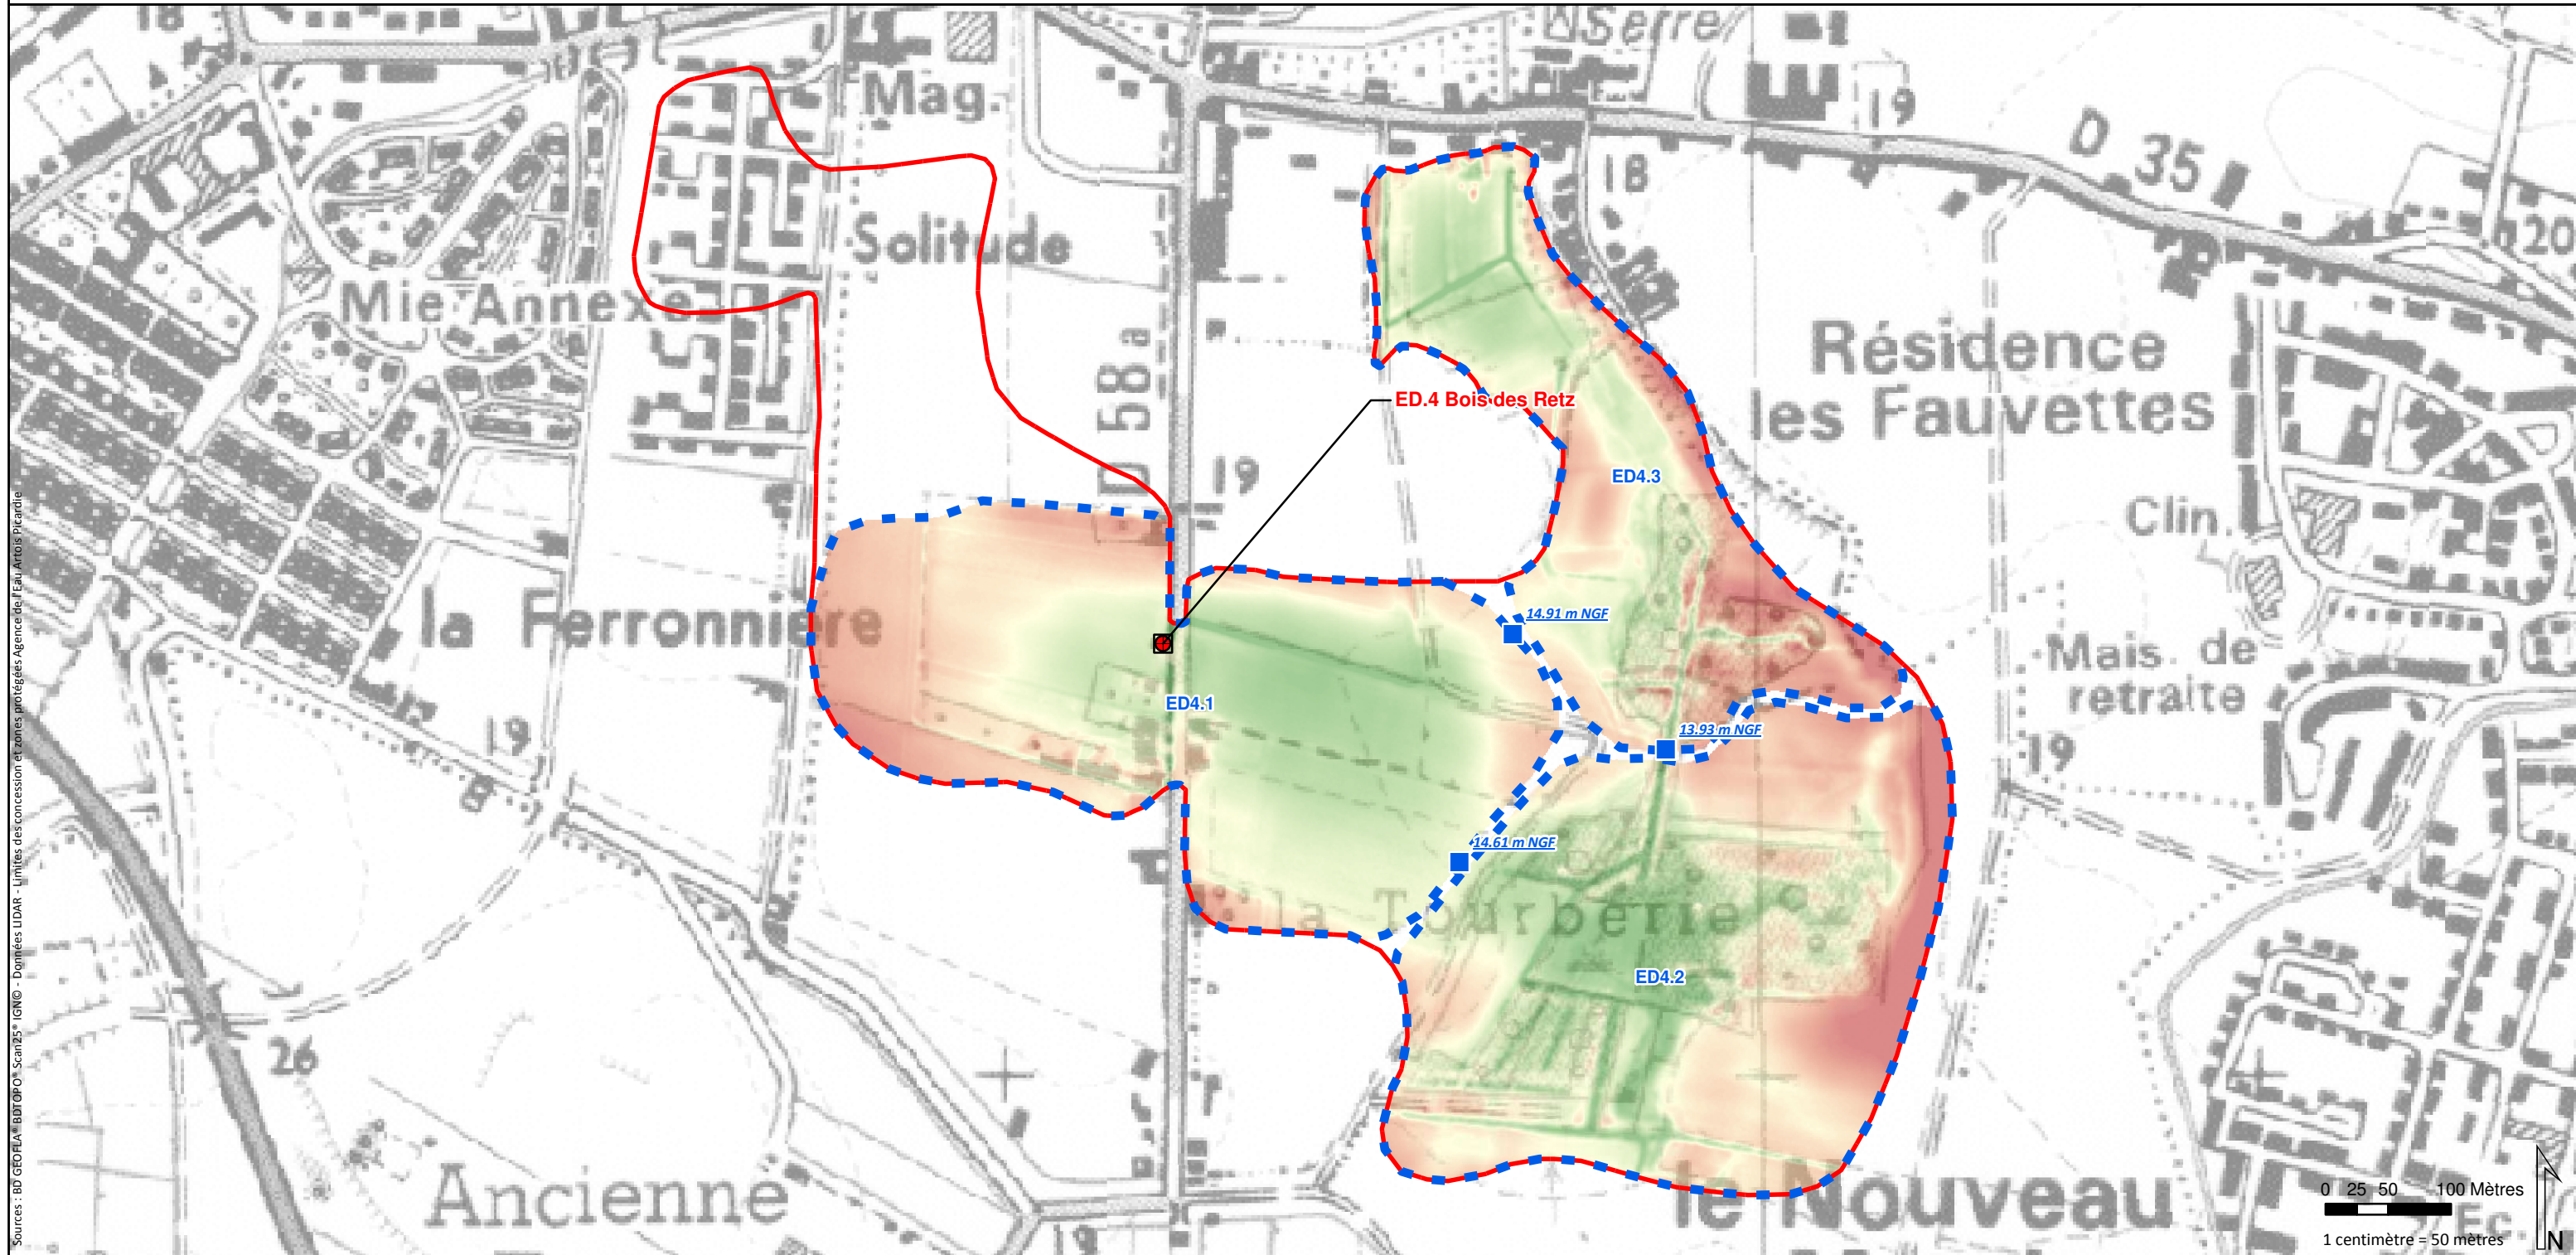 18
Mag.
Serre
19
D 35
18
20
Solitude
Mie Annexe
D 58a
Résidence
les Fauvettes
ED.4 Bois des Retz
19
ED4.3
Clin.
la Ferronnière
14.91 m NGF
Mais. de
retraite
ED4.1
13.93 m NGF
19
19
14.61 m NGF
la Tourberie
ED4.2
26
Ancienne
le Nouveau
19
Ec
0 25 50 100 Mètres
1 centimètre = 50 mètres
N
Sources : BD GEOFLA® BDTOPO® Scan25® IGN© - Données LIDAR - Limites des concession et zones protégées Agence de l'Eau Artois Picardie